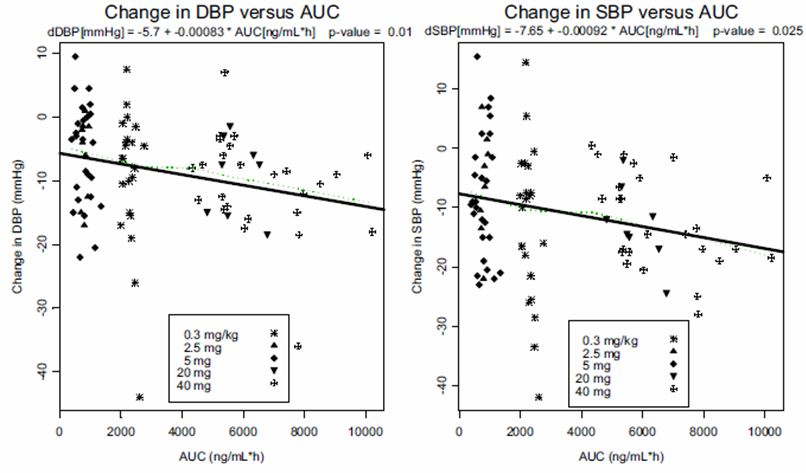 Change in DBP versus AUC
dDBP[mmHg] = -5.7 + -0.00083 * AUC[ng/mL*h] p-value = 0.01
10
0
-10
-20
-30
-40
Change in DBP (mmHg)
0.3 mg/kg
2.5 mg
5 mg
20 mg
40 mg
0 2000 4000 6000 8000 10000
AUC (ng/mL*h)
Change in SBP versus AUC
dSBP[mmHg] = -7.65 + -0.00092 * AUC[ng/mL*h] p-value = 0.025
10
0
-10
-20
-30
-40
Change in SBP (mmHg)
0.3 mg/kg
2.5 mg
5 mg
20 mg
40 mg
0 2000 4000 6000 8000 10000
AUC (ng/mL*h)